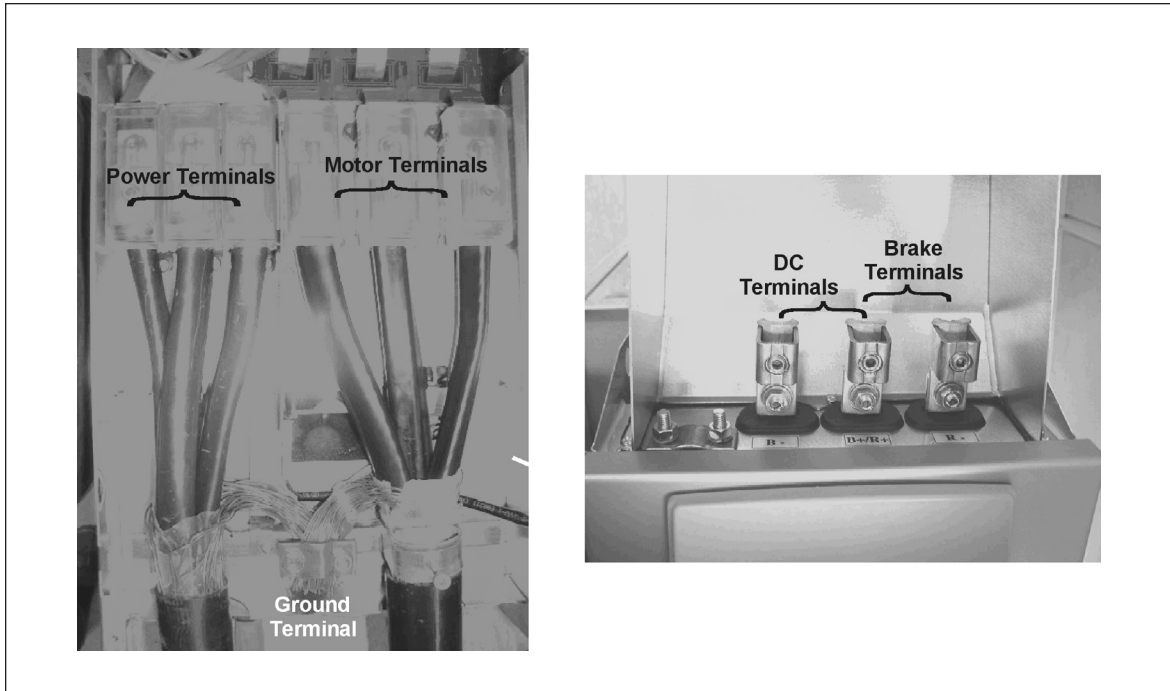 Power Terminals
Motor Terminals
Ground
Terminal
DC
Terminals
Brake
Terminals
B -
B+/R+
R -